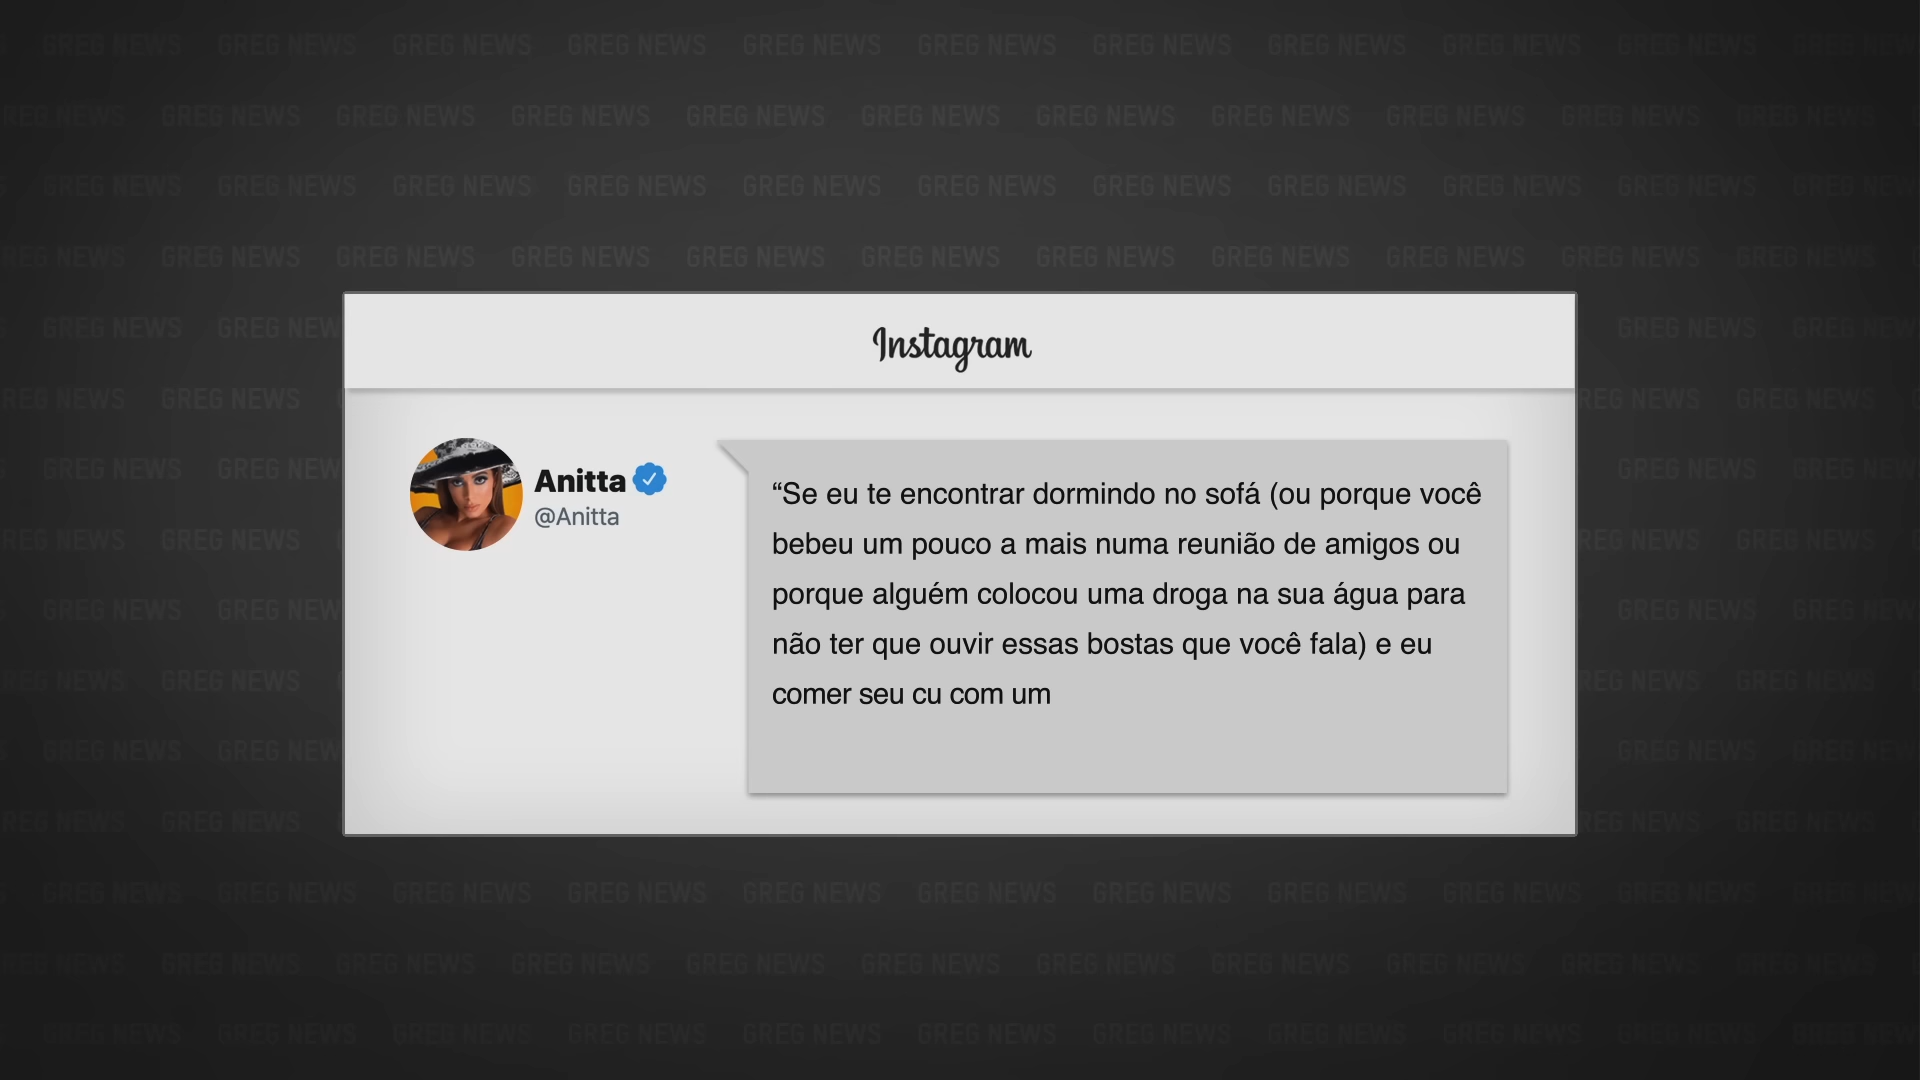 GREG NEWS
Instagram
Anitta
@Anitta
“Se eu te encontrar dormindo no sofá (ou porque você
bebeu um pouco a mais numa reunião de amigos ou
porque alguém colocou uma droga na sua água para
não ter que ouvir essas bostas que você fala) e eu
comer seu cu com um